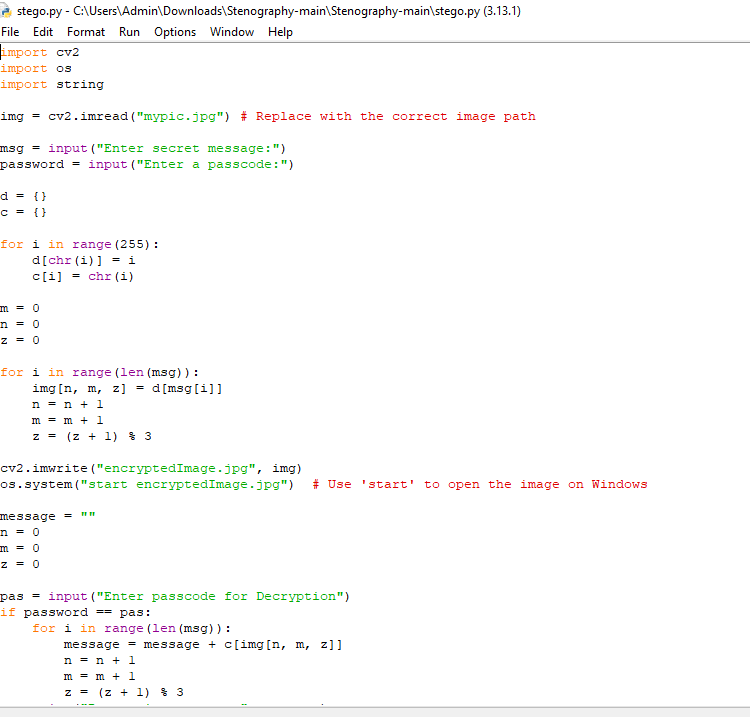 stego.py - C:\Users\Admin\Downloads\Stenography-main\Stenography-main\stego.py (3.13.1)
File Edit Format Run Options Window Help
import cv2
import os
import string

img = cv2.imread("mypic.jpg") # Replace with the correct image path

msg = input("Enter secret message:")
password = input("Enter a passcode:")

d = {}
c = {}

for i in range(255):
    d[chr(i)] = i
    c[i] = chr(i)

m = 0
n = 0
z = 0

for i in range(len(msg)):
    img[n, m, z] = d[msg[i]]
    n = n + 1
    m = m + 1
    z = (z + 1) % 3

cv2.imwrite("encryptedImage.jpg", img)
os.system("start encryptedImage.jpg")  # Use 'start' to open the image on Windows

message = ""
n = 0
m = 0
z = 0

pas = input("Enter passcode for Decryption")
if password == pas:
    for i in range(len(msg)):
        message = message + c[img[n, m, z]]
        n = n + 1
        m = m + 1
        z = (z + 1) % 3